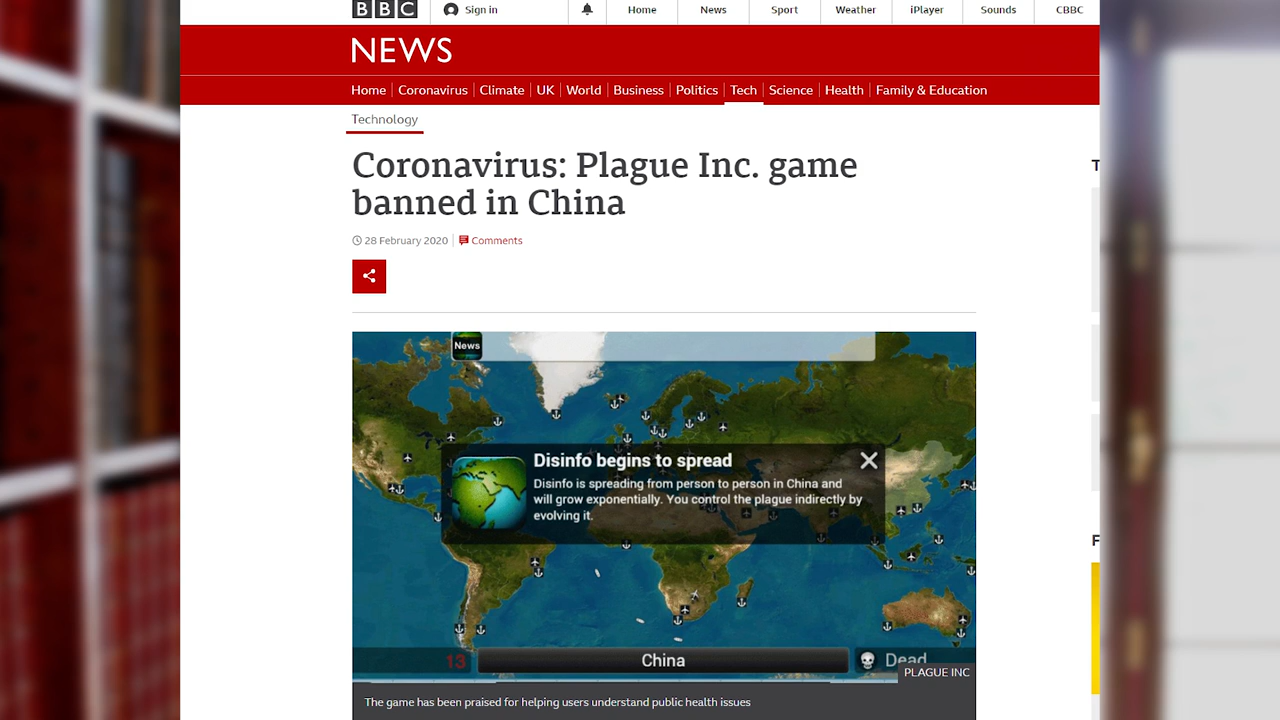 BBC Sign in Home News Sport Weather iPlayer Sounds CBBC
NEWS
Home Coronavirus Climate UK World Business Politics Tech Science Health Family & Education
Technology
Coronavirus: Plague Inc. game
banned in China
28 February 2020 Comments
News
Disinfo begins to spread
Disinfo is spreading from person to person in China and
will grow exponentially. You control the plague indirectly by
evolving it.
13 China Dead
PLAGUE INC
The game has been praised for helping users understand public health issues
T
F